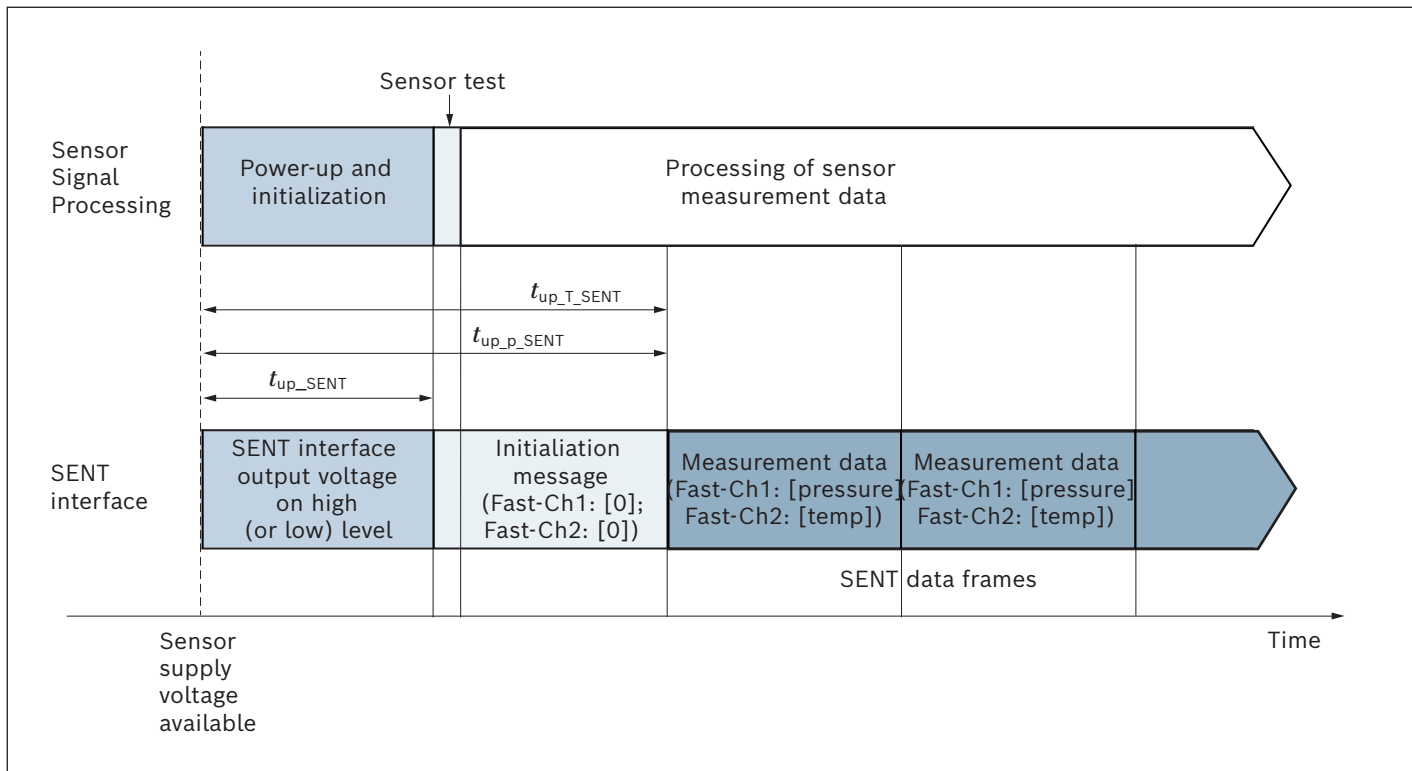 Sensor test
Sensor
Signal
Processing
Power-up and
initialization
Processing of sensor
measurement data
tup_T_SENT
tup_p_SENT
tup_SENT
SENT
interface
SENT interface
output voltage
on high
(or low) level
Initialiation
message
(Fast-Ch1: [0];
Fast-Ch2: [0])
Measurement data
(Fast-Ch1: [pressure]
Fast-Ch2: [temp])
Measurement data
(Fast-Ch1: [pressure]
Fast-Ch2: [temp])
SENT data frames
Time
Sensor
supply
voltage
available